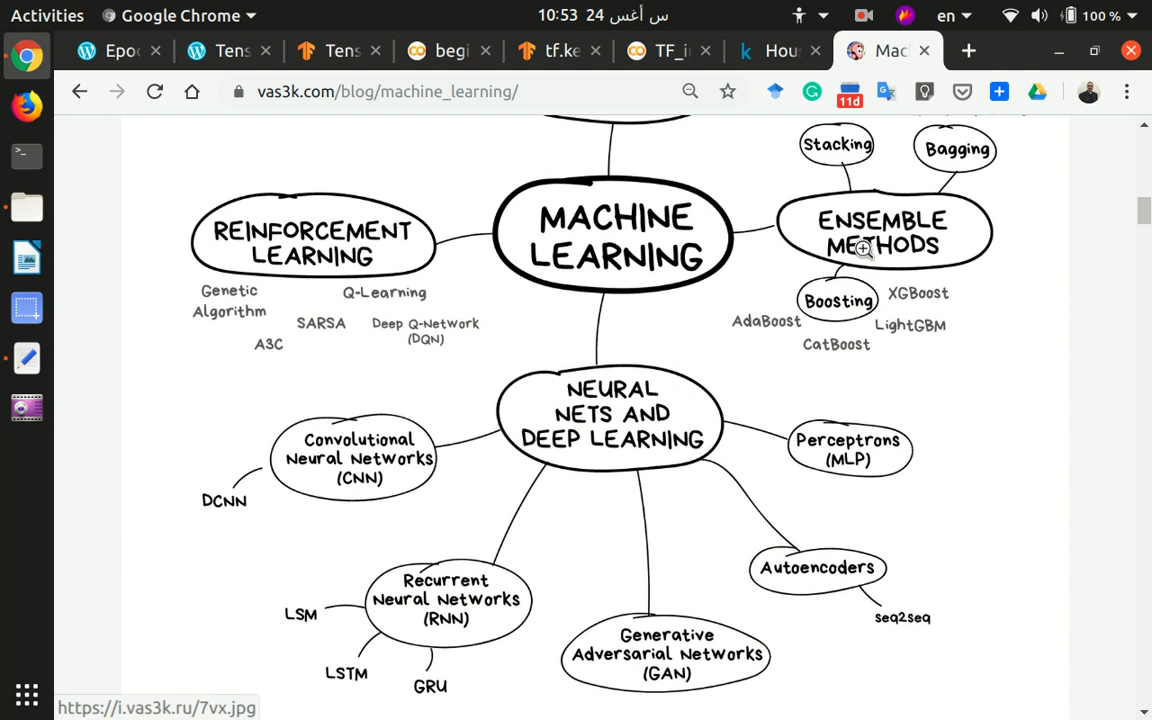 Activities
Google Chrome
س أغس 24 10:53
en
100 %
Epoc
Tens
Tens
begi
tf.ke
TF_i
Hou
Mac
vas3k.com/blog/machine_learning/
11d
Stacking
Bagging
REINFORCEMENT
LEARNING
MACHINE
LEARNING
ENSEMBLE
METHODS
Genetic
Algorithm
Q-Learning
SARSA
Deep Q-Network
(DQN)
A3C
Boosting
XGBoost
AdaBoost
LightGBM
CatBoost
NEURAL
NETS AND
DEEP LEARNING
Convolutional
Neural Networks
(CNN)
DCNN
Perceptrons
(MLP)
Recurrent
Neural Networks
(RNN)
LSM
LSTM
GRU
Autoencoders
seq2seq
Generative
Adversarial Networks
(GAN)
https://i.vas3k.ru/7vx.jpg